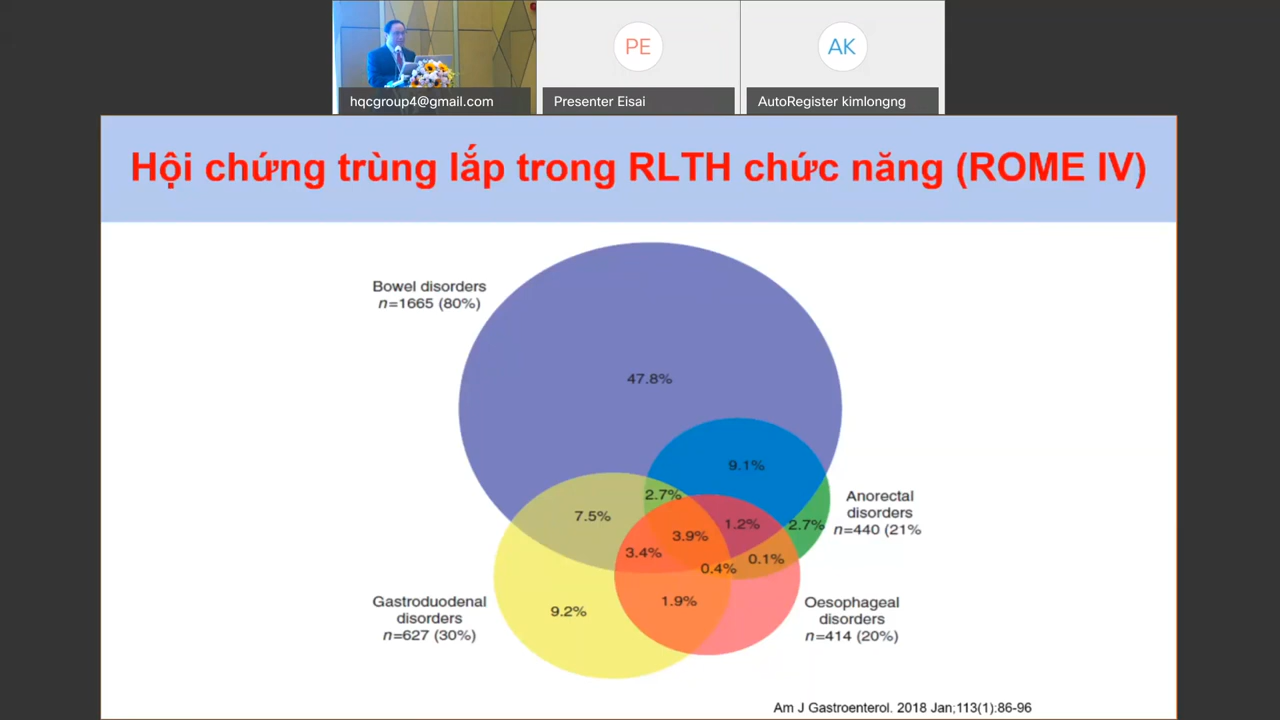 PE
AK
hqcgroup4@gmail.com
Presenter Eisai
AutoRegister kimlongng
Hội chứng trùng lắp trong RLTH chức năng (ROME IV)
Bowel disorders
n=1665 (80%)
47.8%
9.1%
2.7%
7.5%
1.2%
2.7%
3.9%
3.4%
0.4%
0.1%
1.9%
9.2%
Anorectal
disorders
n=440 (21%
Gastroduodenal
disorders
n=627 (30%)
Oesophageal
disorders
n=414 (20%)
Am J Gastroenterol. 2018 Jan;113(1):86-96